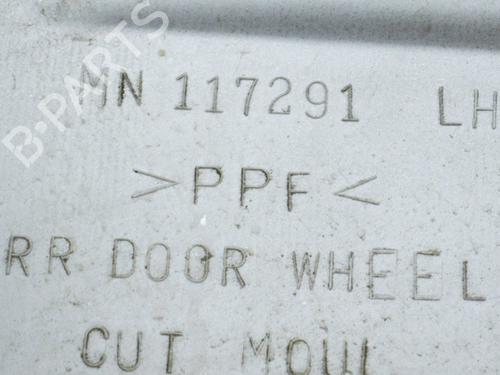 B-PARTS
MN 117291 LH
>PPF<
RR DOOR WHEEL
CUT MOUL